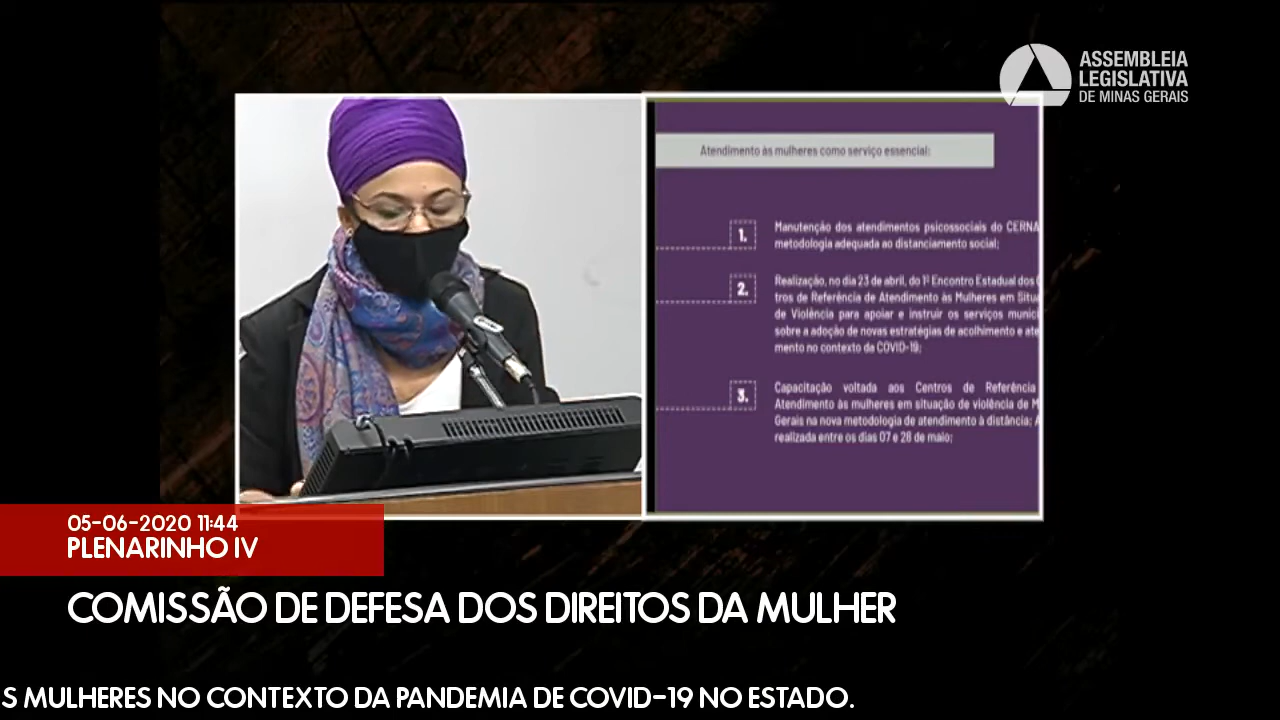 ASSEMBLEIA
LEGISLATIVA
DE MINAS GERAIS
Atendimento às mulheres como serviço essencial:
1.
Manutenção dos atendimentos psicossociais do CERNA
metodologia adequada ao distanciamento social;
2.
Realização, no dia 23 de abril, do 1º Encontro Estadual dos
tros de Referência de Atendimento às Mulheres em Situa
de Violência para apoiar e instruir os serviços munici
sobre a adoção de novas estratégias de acolhimento e ate
mento no contexto da COVID-19;
3.
Capacitação voltada aos Centros de Referência
Atendimento às mulheres em situação de violência de M
Gerais na nova metodologia de atendimento à distância;
realizada entre os dias 07 e 28 de maio;
05-06-2020 11:44
PLENARINHO IV
COMISSÃO DE DEFESA DOS DIREITOS DA MULHER
S MULHERES NO CONTEXTO DA PANDEMIA DE COVID-19 NO ESTADO.